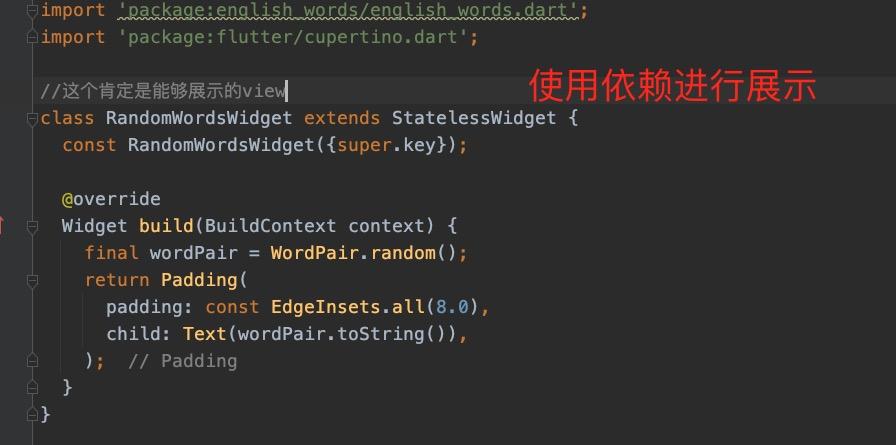 import 'package:english_words/english_words.dart';
import 'package:flutter/cupertino.dart';
//这个肯定是能够展示的view
使用依赖进行展示
class RandomWordsWidget extends StatelessWidget {
  const RandomWordsWidget({super.key});
  @override
  Widget build(BuildContext context) {
    final wordPair = WordPair.random();
    return Padding(
      padding: const EdgeInsets.all(8.0),
      child: Text(wordPair.toString()),
    );  // Padding
  }
}